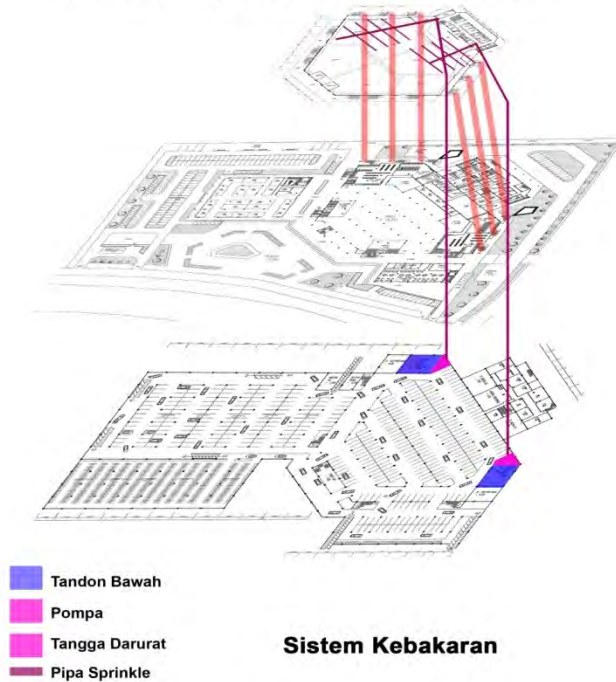 Tandon Bawah
Pompa
Tangga Darurat
Pipa Sprinkle
Sistem Kebakaran